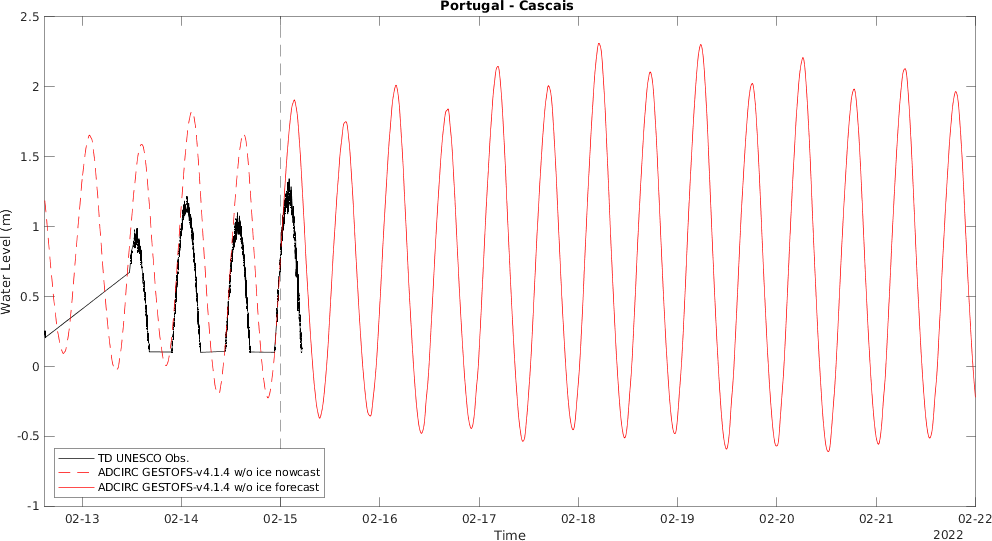 Portugal - Cascais
2.5
2
1.5
1
0.5
0
-0.5
-1
Water Level (m)
TD UNESCO Obs.
ADCIRC GESTOFS-v4.1.4 w/o ice nowcast
ADCIRC GESTOFS-v4.1.4 w/o ice forecast
02-13 02-14 02-15 02-16 02-17 02-18 02-19 02-20 02-21 02-22
Time
2022